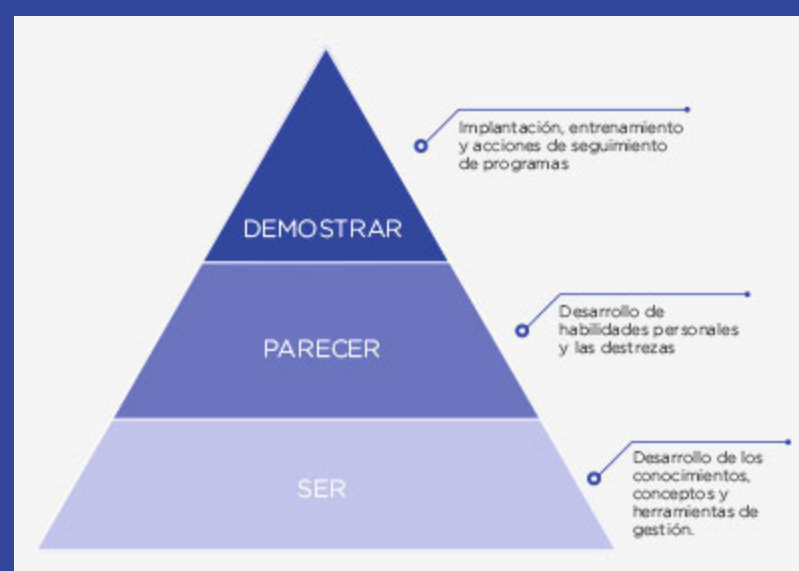 Implantación, entrenamiento
y acciones de seguimiento
de programas
DEMOSTRAR
Desarrollo de
habilidades personales
y las destrezas
PARECER
Desarrollo de los
conocimientos,
conceptos y
herramientas de
gestión.
SER